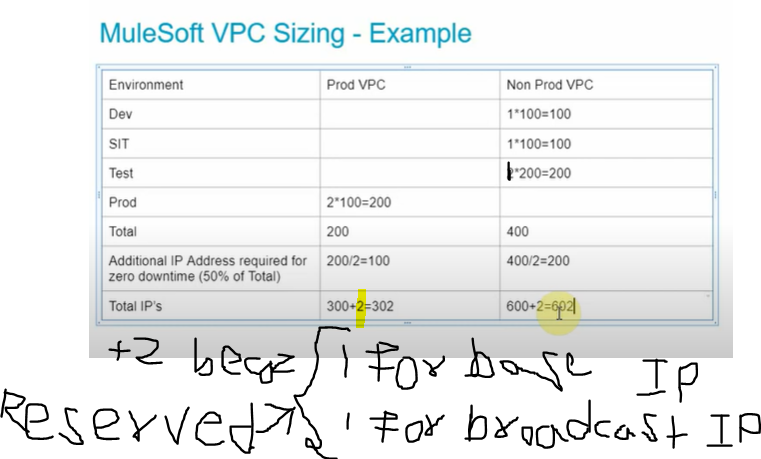 MuleSoft VPC Sizing - Example
Environment Prod VPC Non Prod VPC
Dev 1*100=100
SIT 1*100=100
Test *200=200
Prod 2*100=200
Total 200 400
Additional IP Address required for 200/2=100 400/2=200
zero downtime (50% of Total)
Total IP's 300+2=302 600+2=602
+2 becoz 1 For base IP
Reserved 1 For broadcast IP